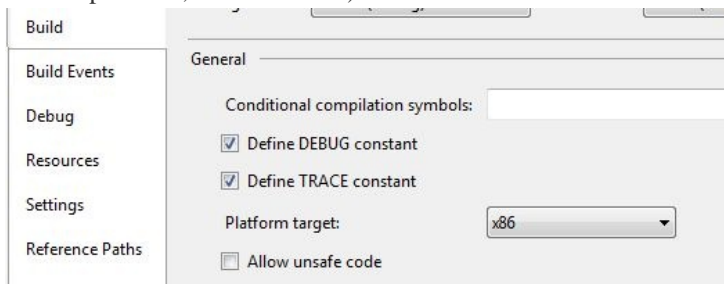 Build
Build Events
Debug
Resources
Settings
Reference Paths
General
Conditional compilation symbols:
Define DEBUG constant
Define TRACE constant
Platform target:
x86
Allow unsafe code